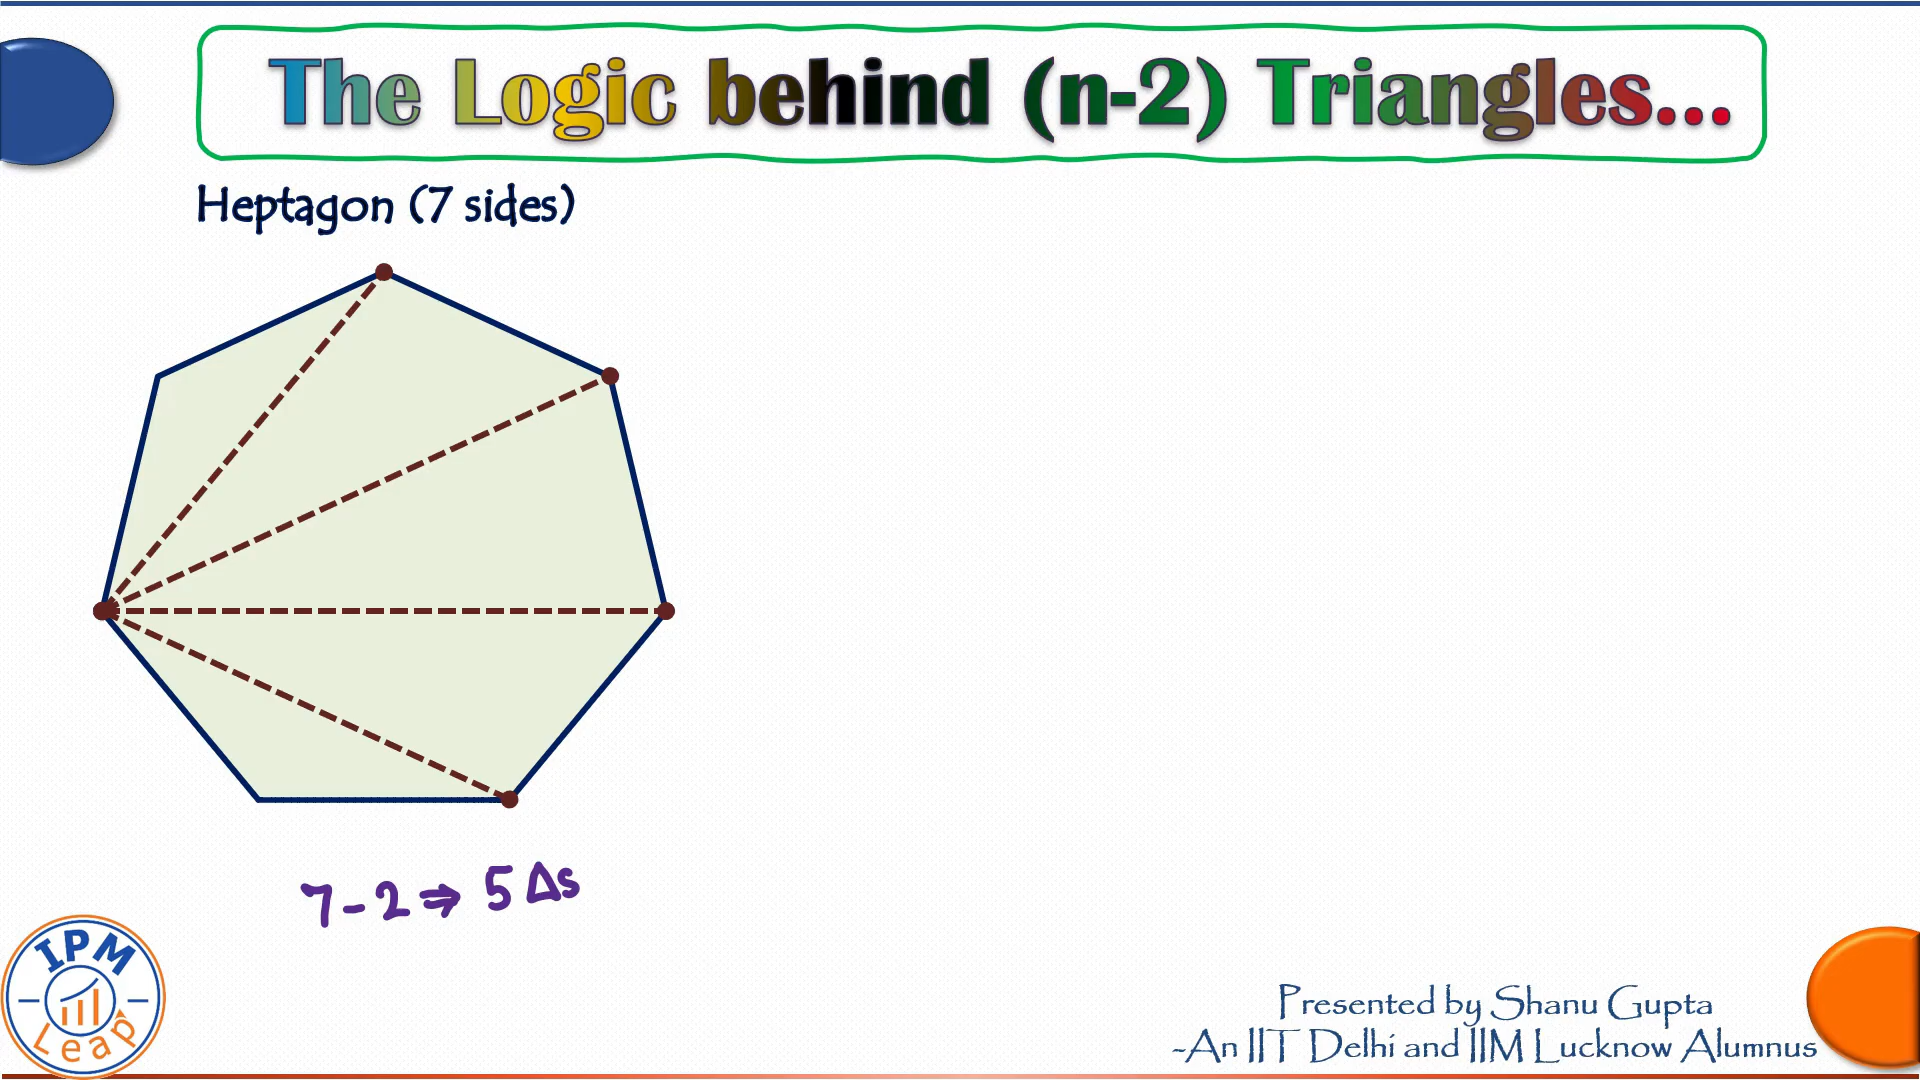 The Logic behind (n-2) Triangles...
Heptagon (7 sides)
7-2⇒ 5 Δs
IPM
Leap
Presented by Shanu Gupta
-An IIT Delhi and IIM Lucknow Alumnus